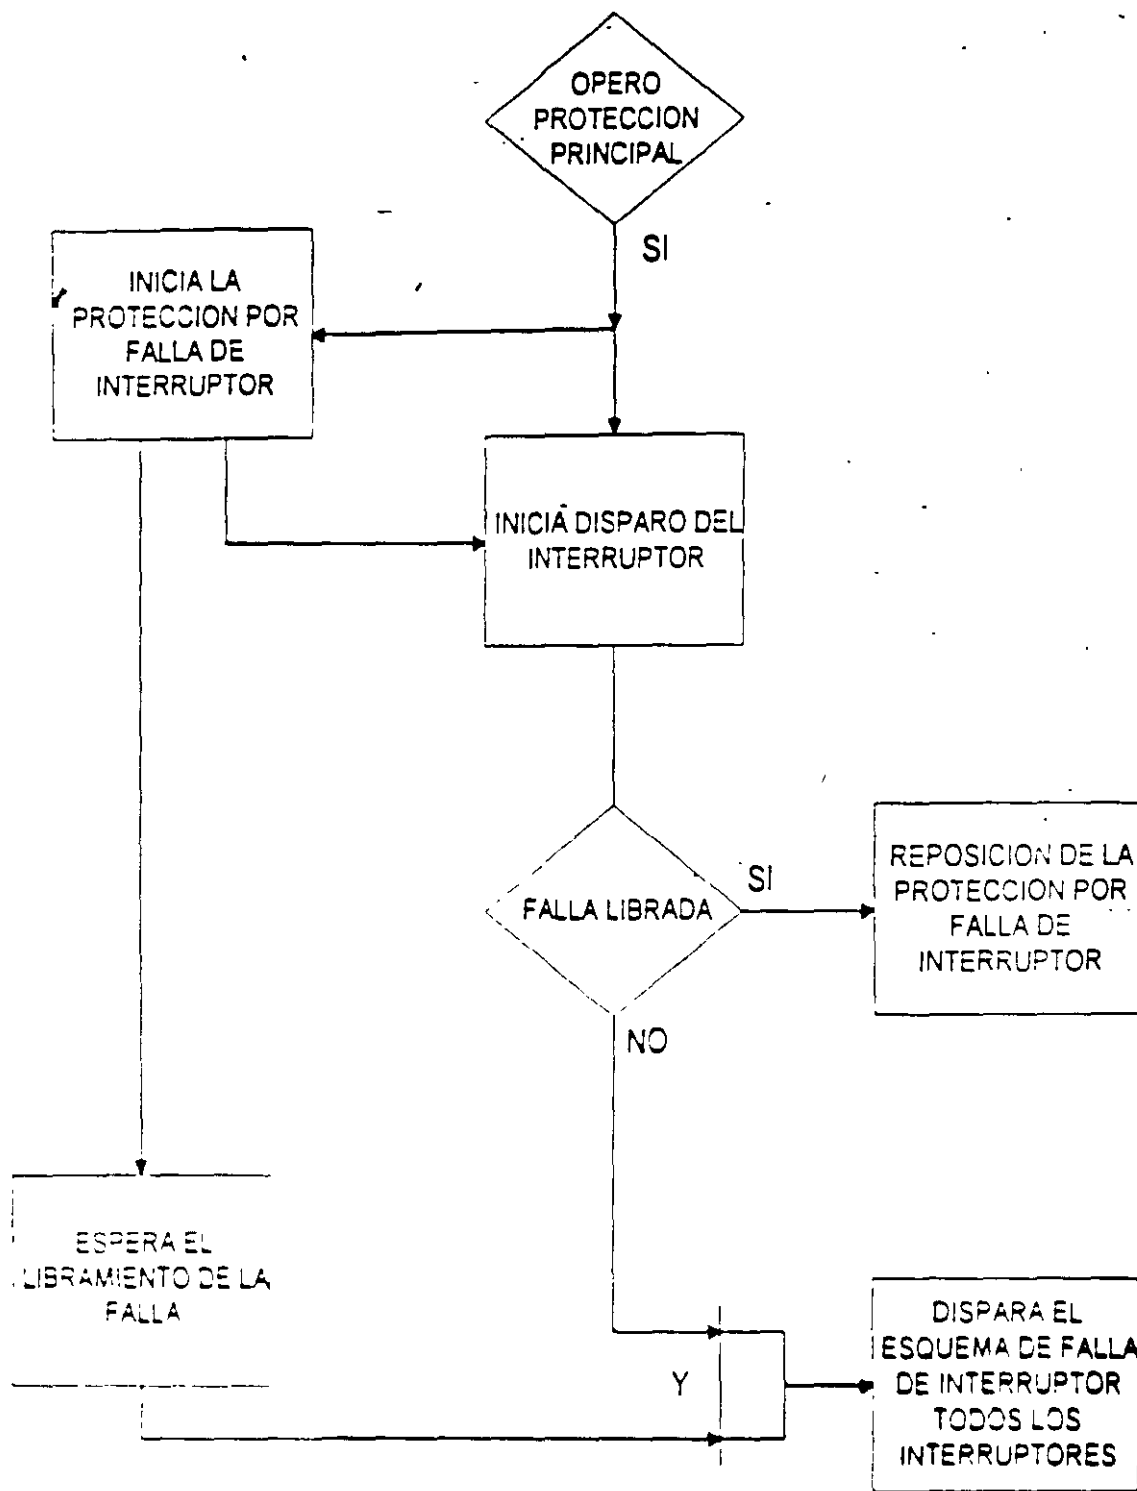 OPERO
PROTECCION
PRINCIPAL
SI
INICIA LA
PROTECCION POR
FALLA DE
INTERRUPTOR
INICIA DISPARO DEL
INTERRUPTOR
FALLA LIBRADA
SI
REPOSICION DE LA
PROTECCION POR
FALLA DE
INTERRUPTOR
NO
ESPERA EL
LIBRAMIENTO DE LA
FALLA
Y
DISPARA EL
ESQUEMA DE FALLA
DE INTERRUPTOR
TODOS LOS
INTERRUPTORES